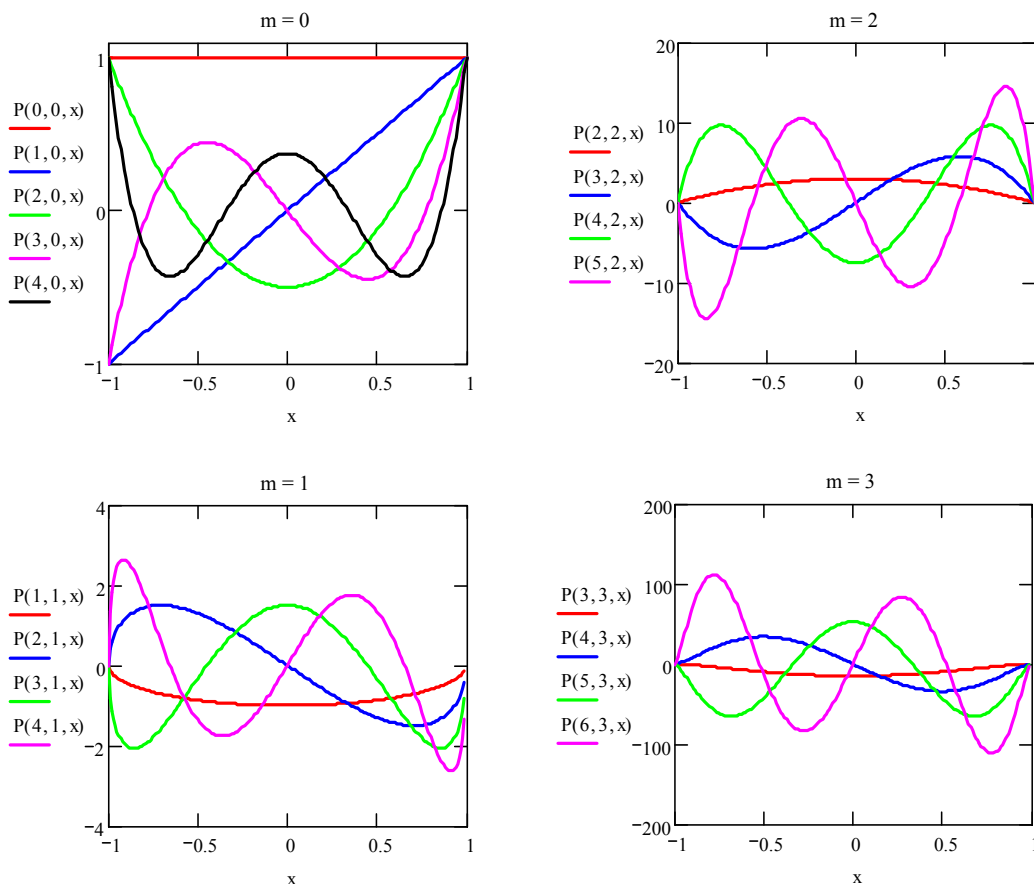 m = 0
1
P(0,0,x)
P(1,0,x)
P(2,0,x)
P(3,0,x)
P(4,0,x)
0
−1
−1 −0.5 0 0.5 1
x
m = 2
20
10
P(2,2,x)
P(3,2,x)
P(4,2,x)
P(5,2,x)
0
−10
−20
−1 −0.5 0 0.5 1
x
m = 1
4
2
P(1,1,x)
P(2,1,x)
P(3,1,x)
P(4,1,x)
0
−2
−4
−1 −0.5 0 0.5 1
x
m = 3
200
100
P(3,3,x)
P(4,3,x)
P(5,3,x)
P(6,3,x)
0
−100
−200
−1 −0.5 0 0.5 1
x